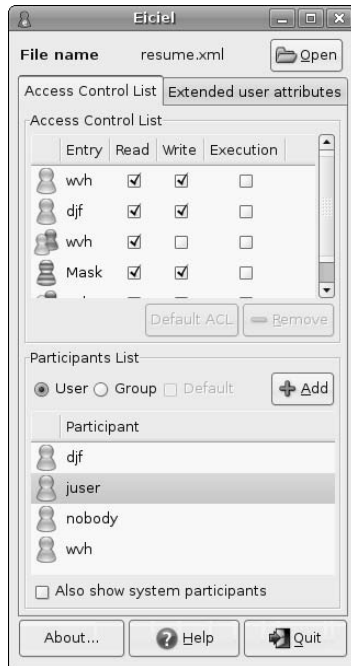 Eiciel
File name resume.xml Open
Access Control List Extended user attributes
Access Control List
Entry Read Write Execution
wvh
djf
wvh
Mask
Default ACL Remove
Participants List
User Group Default Add
Participant
djf
juser
nobody
wvh
Also show system participants
About... Help Quit